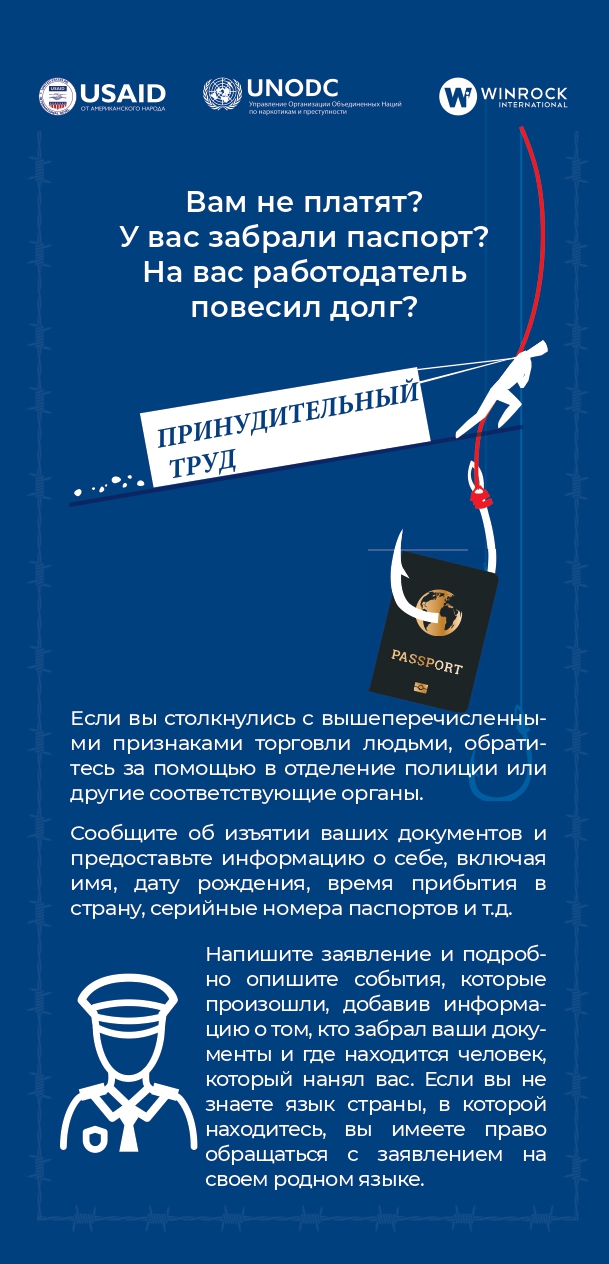 USAID
ОТ АМЕРИКАНСКОГО НАРОДА
UNODC
Управление Организации Объединенных Наций
по наркотикам и преступности
WINROCK
INTERNATIONAL
Вам не платят?
У вас забрали паспорт?
На вас работодатель
повесил долг?
ПРИНУДИТЕЛЬНЫЙ
ТРУД
PASSPORT
Если вы столкнулись с вышеперечисленны-
ми признаками торговли людьми, обрати-
тесь за помощью в отделение полиции или
другие соответствующие органы.
Сообщите об изъятии ваших документов и
предоставьте информацию о себе, включая
имя, дату рождения, время прибытия в
страну, серийные номера паспортов и т.д.
Напишите заявление и подроб-
но опишите события, которые
произошли, добавив информа-
цию о том, кто забрал ваши доку-
менты и где находится человек,
который нанял вас. Если вы не
знаете язык страны, в которой
находитесь, вы имеете право
обращаться с заявлением на
своем родном языке.